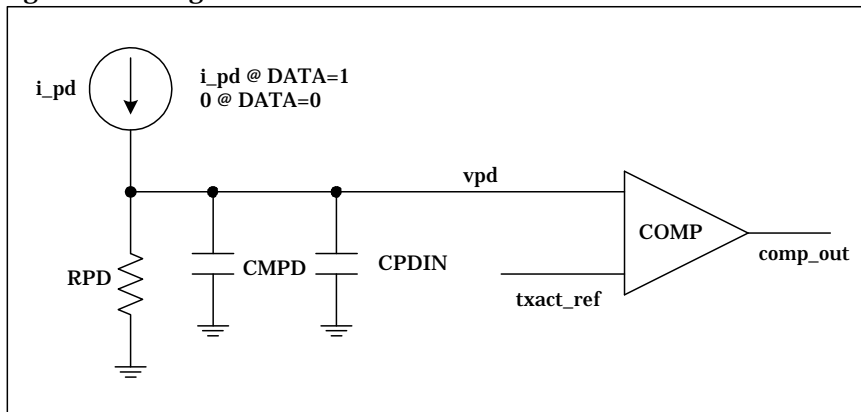 i_pd
i_pd @ DATA=1
0 @ DATA=0
vpd
RPD
CMPD
CPDIN
COMP
comp_out
txact_ref